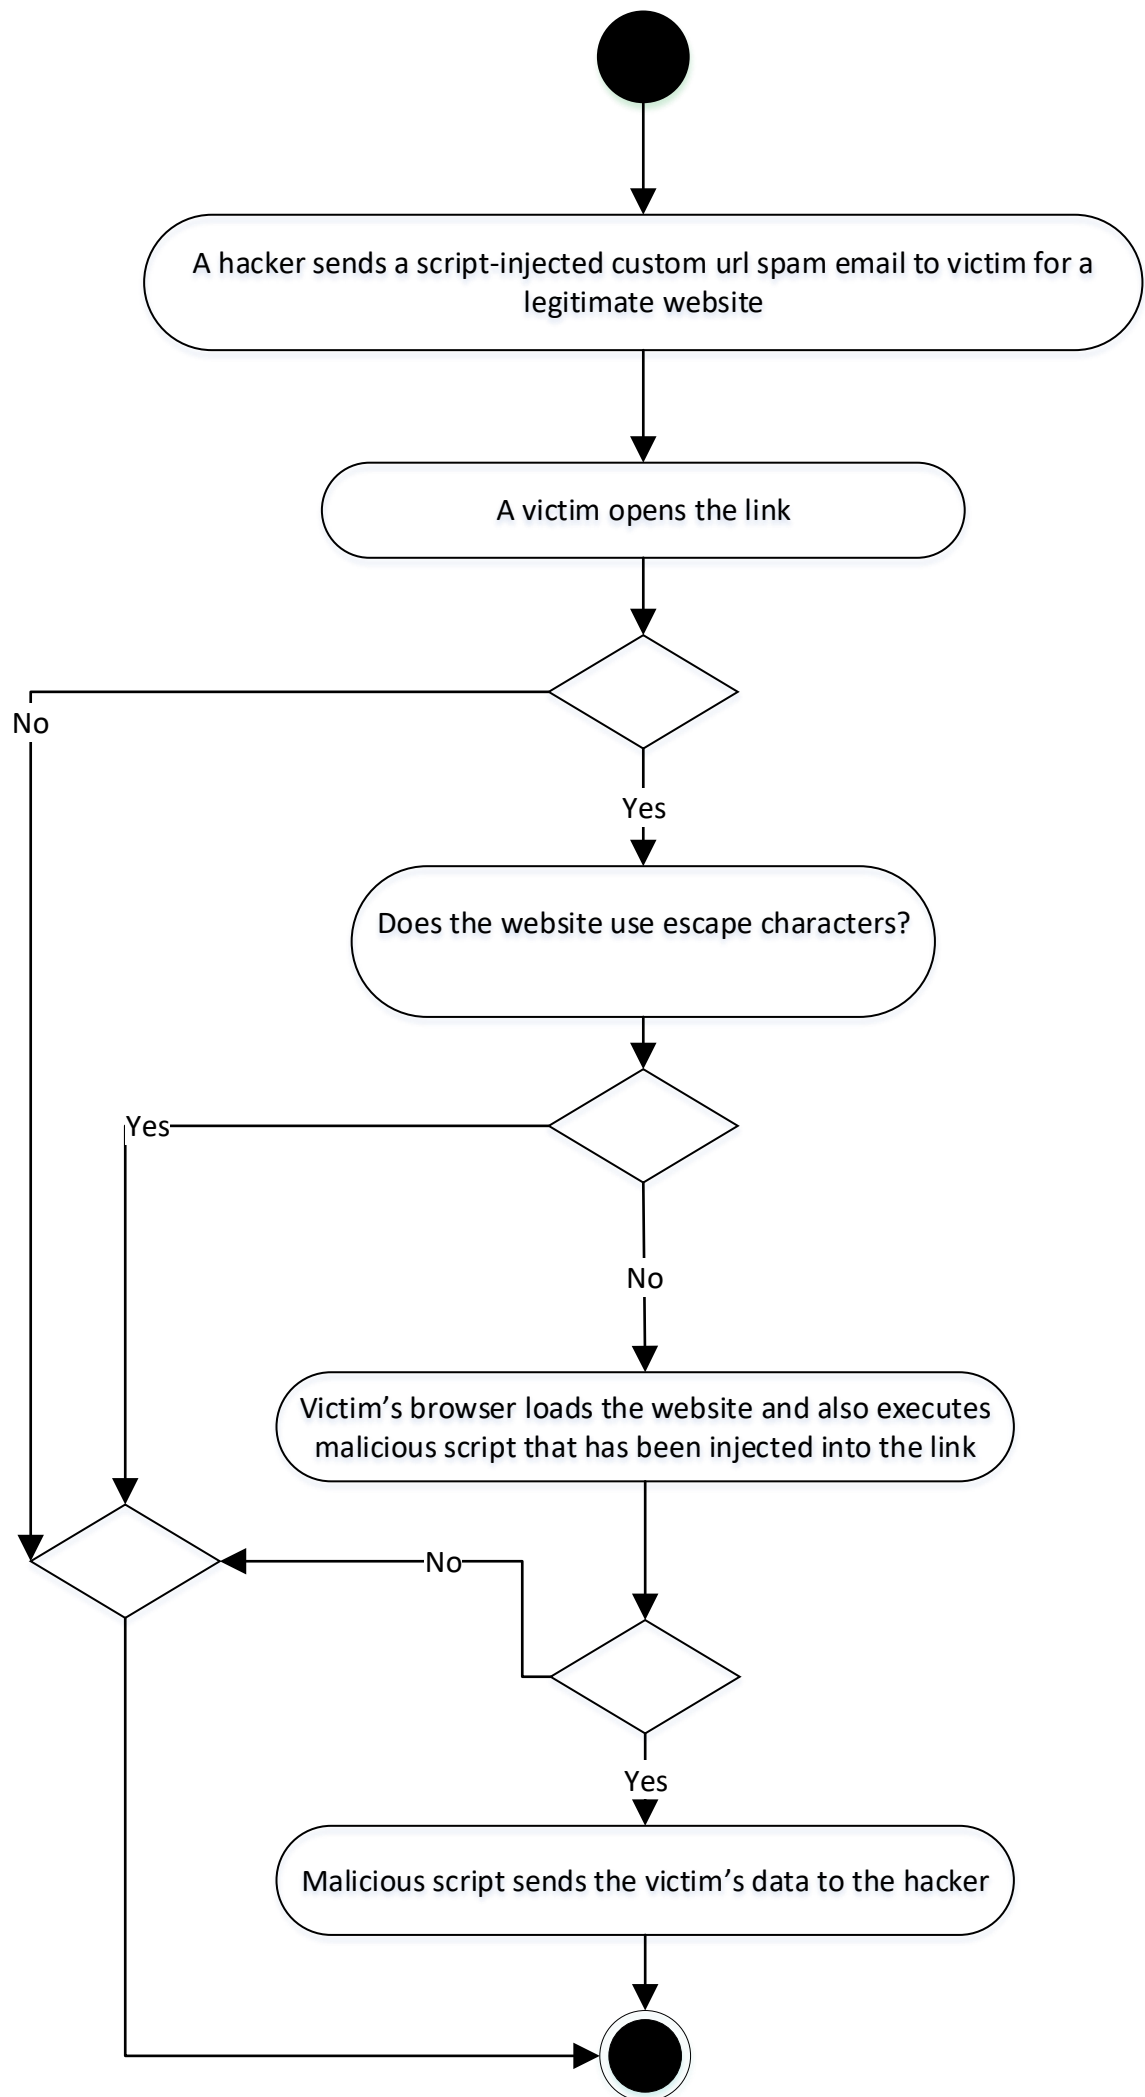 A hacker sends a script-injected custom url spam email to victim for a
legitimate website
A victim opens the link
No
Yes
Does the website use escape characters?
Yes
No
Victim’s browser loads the website and also executes
malicious script that has been injected into the link
No
Yes
Malicious script sends the victim’s data to the hacker